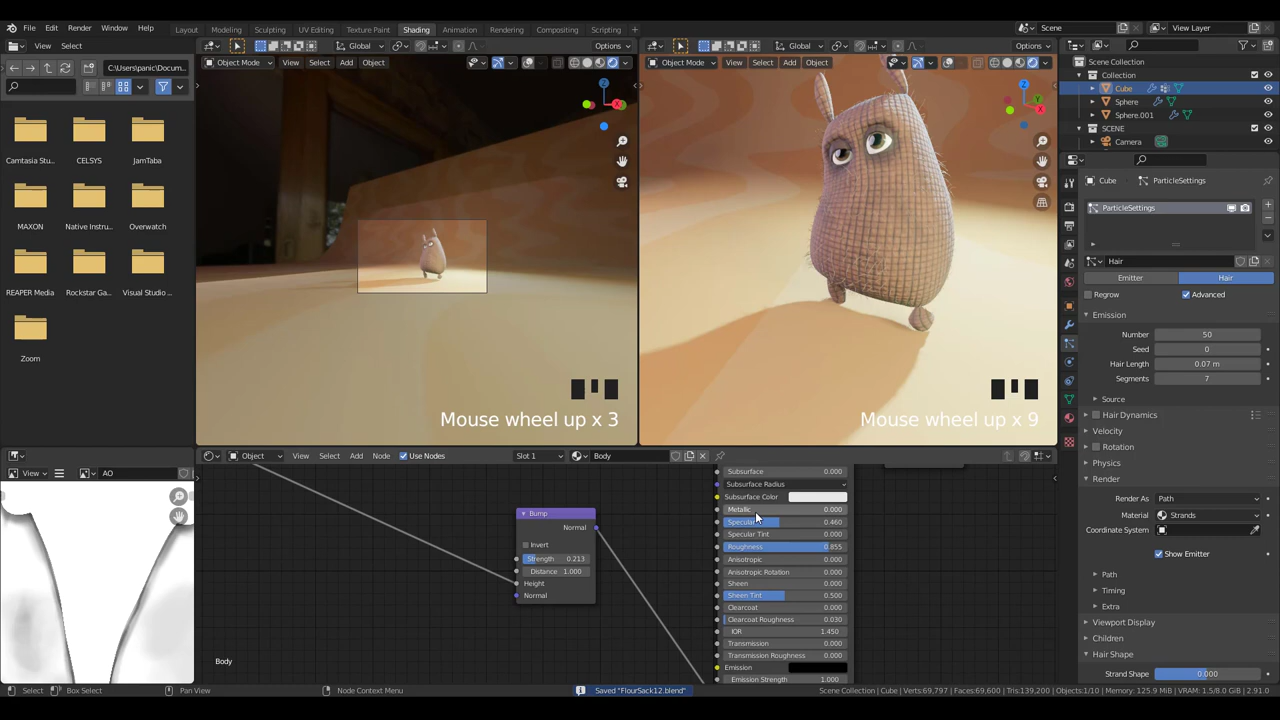 File Edit Render Window Help Layout Modeling Sculpting UV Editing Texture Paint Shading Animation Rendering Compositing Scripting + Scene View Layer
View Select Global Options Global Options
C:\Users\panic\Docum... Object Mode View Select Add Object Object Mode View Select Add Object
Scene Collection
Collection
Cube
Sphere
Sphere.001
SCENE
Camera
Camtasia Stu... CELSYS JamTaba
MAXON Native Instru... Overwatch
REAPER Media Rockstar Ga... Visual Studio ...
Zoom
Mouse wheel up x 3
Mouse wheel up x 9
Cube ParticleSettings
ParticleSettings
Hair
Emitter Hair
Regrow Advanced
Emission
Number 50
Seed 0
Hair Length 0.07 m
Segments 7
Source
Hair Dynamics
Velocity
Rotation
Physics
Render
Render As Path
Material Strands
Coordinate System
Show Emitter
Path
Timing
Extra
Viewport Display
Children
Hair Shape
Strand Shape 0.000
View AO
Object View Select Add Node Use Nodes Slot 1 Body
Bump
Normal
Invert
Strength 0.213
Distance 1.000
Height
Normal
Subsurface 0.000
Subsurface Radius
Subsurface Color
Metallic 0.000
Specular 0.460
Specular Tint 0.000
Roughness 0.855
Anisotropic 0.000
Anisotropic Rotation 0.000
Sheen 0.000
Sheen Tint 0.500
Clearcoat 0.000
Clearcoat Roughness 0.030
IOR 1.450
Transmission 0.000
Transmission Roughness 0.000
Emission
Emission Strength 1.000
Body
Select Box Select Pan View Node Context Menu Saved "FlourSack12.blend" Scene Collection | Cube | Verts:69,797 | Faces:69,600 | Tris:139,200 | Objects:1/10 | Memory: 125.9 MiB | VRAM: 1.5/8.0 GiB | 2.91.0